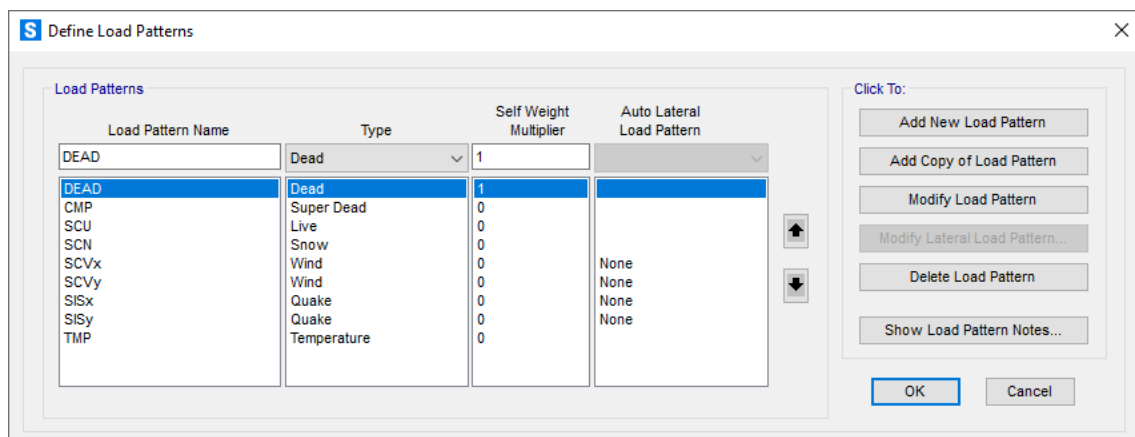 S Define Load Patterns
Load Patterns
Load Pattern Name Type Self Weight Multiplier Auto Lateral Load Pattern
DEAD Dead 1
DEAD Dead 1
CMP Super Dead 0
SCU Live 0
SCN Snow 0
SCVx Wind 0 None
SCVy Wind 0 None
SISx Quake 0 None
SISy Quake 0 None
TMP Temperature 0
Click To:
Add New Load Pattern
Add Copy of Load Pattern
Modify Load Pattern
Modify Lateral Load Pattern...
Delete Load Pattern
Show Load Pattern Notes...
OK Cancel